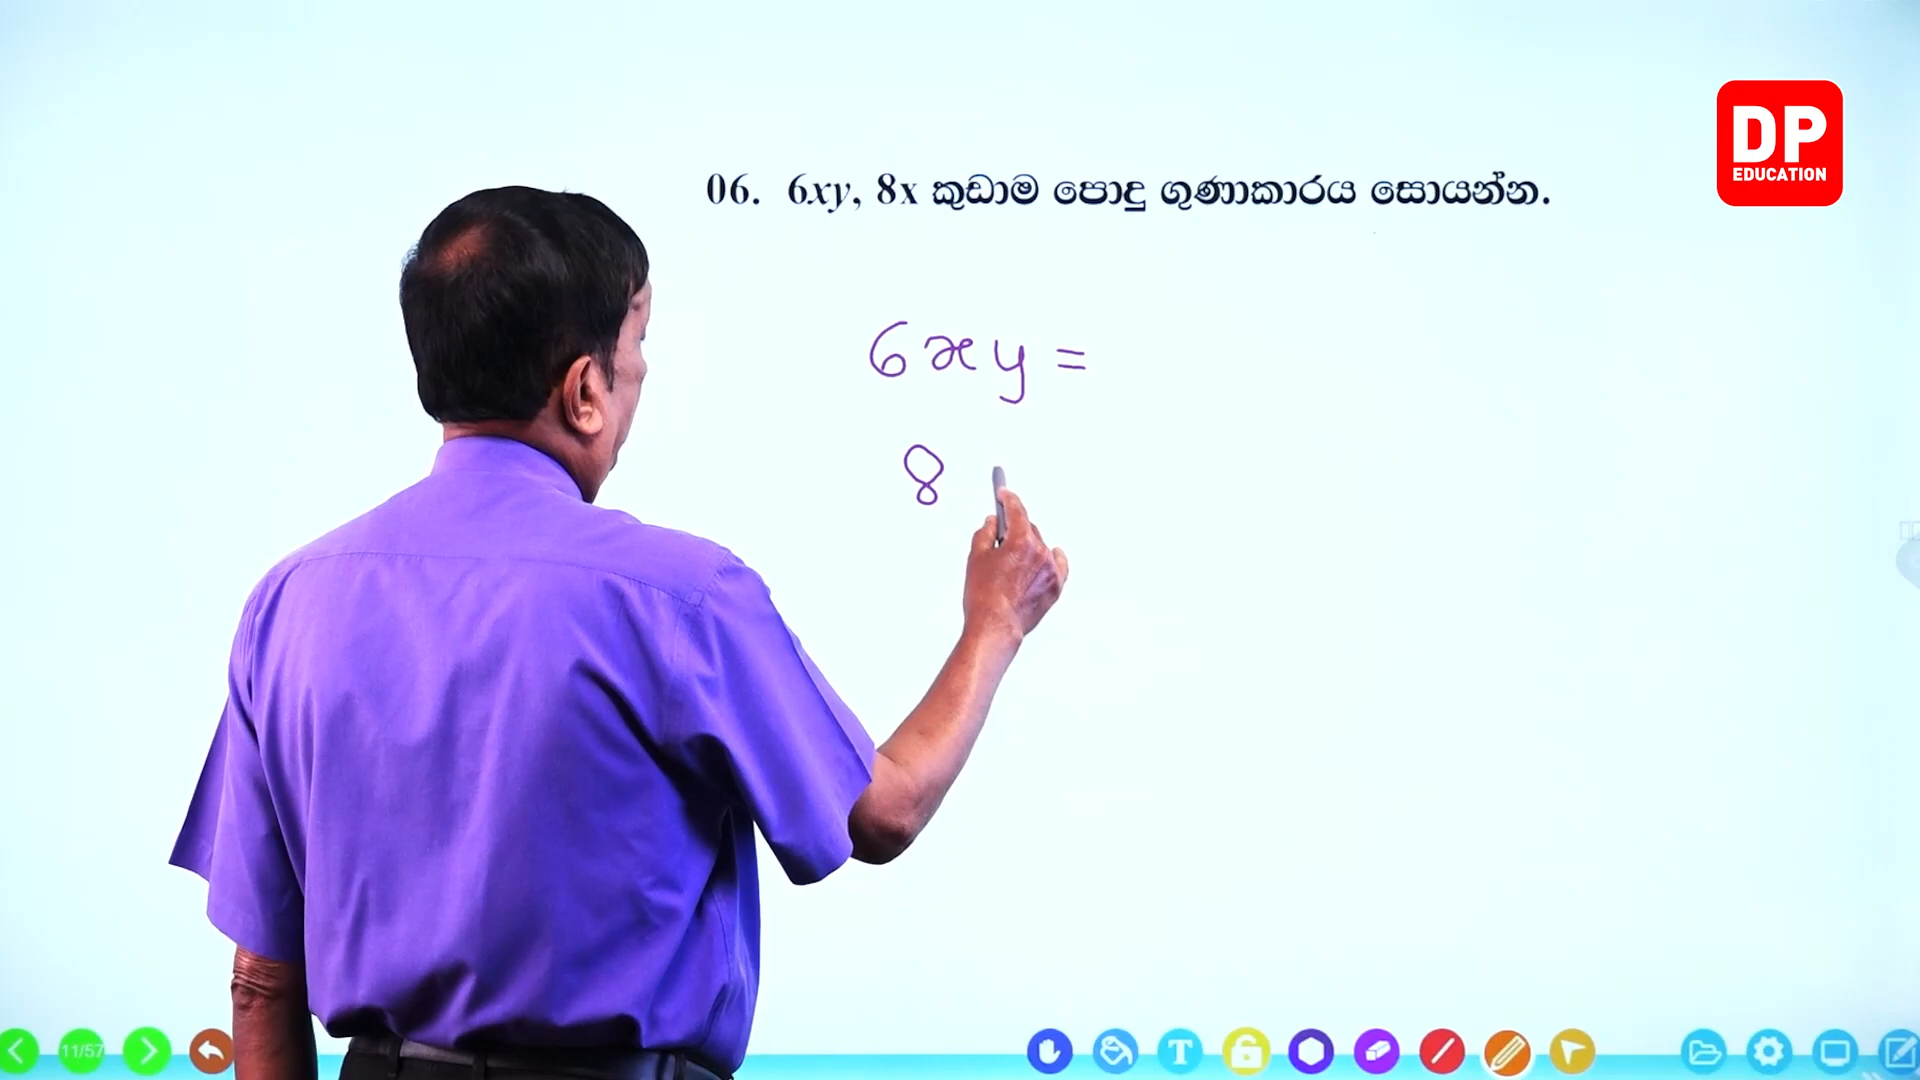 DP
EDUCATION
06. 6xy, 8x කුඩාම පොදු ගුණාකාරය සොයන්න.
6xy =
8
11/57
T